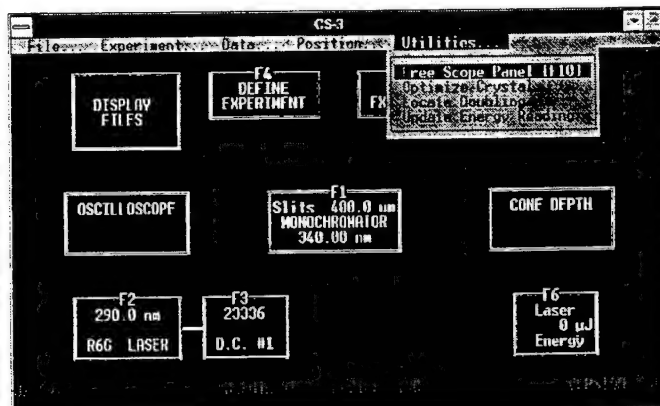 CS-3
File... Experiment... Data... Position... Utilities...
Free Scope Panel (F10)
Optimize Crystal
Locate Doubling
Update Energy Reading
DISPLAY
FILES
F4
DEFINE
EXPERIMENT
EX
OSCILLOSCOPE
F1
Slits 400.0 um
MONOCHROMATOR
340.00 nm
CONE DEPTH
F2
290.0 nm
R6G LASER
F3
D.C. #1
F6
Laser
0 µJ
Energy